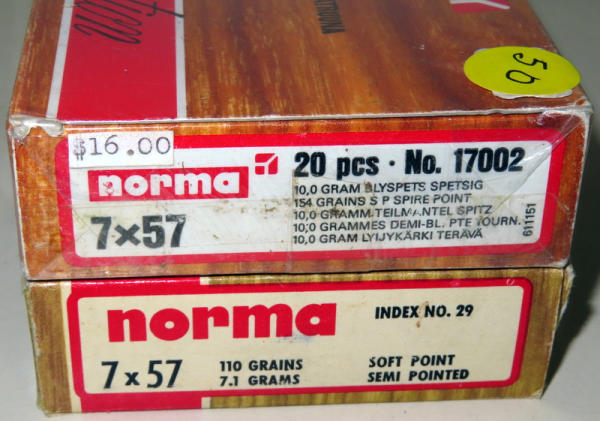 50
$16.00
norma
20 pcs · No. 17002
7×57
10,0 GRAM BLYSPETS SPETSIG
154 GRAINS S P SPIRE POINT
10,0 GRAMM TEILMANTEL SPITZ
10,0 GRAMMES DEMI-BL. PTE TOURN.
10,0 GRAM LYIJYKÄRKI TERÄVÄ
611151
norma
INDEX NO. 29
7 x 57
110 GRAINS
7.1 GRAMS
SOFT POINT
SEMI POINTED